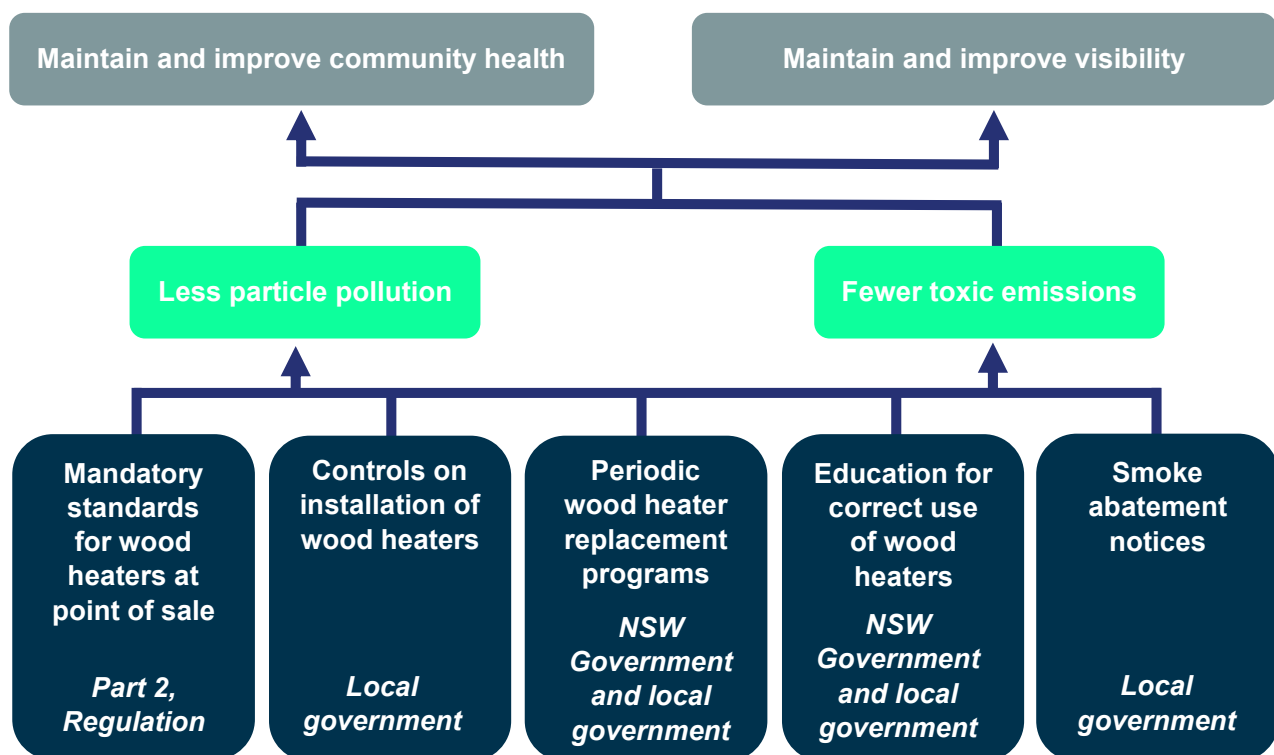 Maintain and improve community health
Maintain and improve visibility
Less particle pollution
Fewer toxic emissions
Mandatory
standards
for wood
heaters at
point of sale
Part 2,
Regulation
Controls on
installation of
wood heaters
Local
government
Periodic
wood heater
replacement
programs
NSW
Government
and local
government
Education for
correct use
of wood
heaters
NSW
Government
and local
government
Smoke
abatement
notices
Local
government